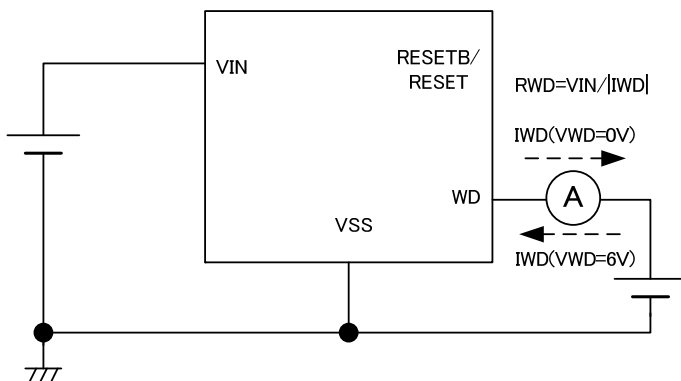 VIN
RESETB/
RESET
RWD=VIN/|IWD|
IWD(VWD=0V)
WD
A
VSS
IWD(VWD=6V)